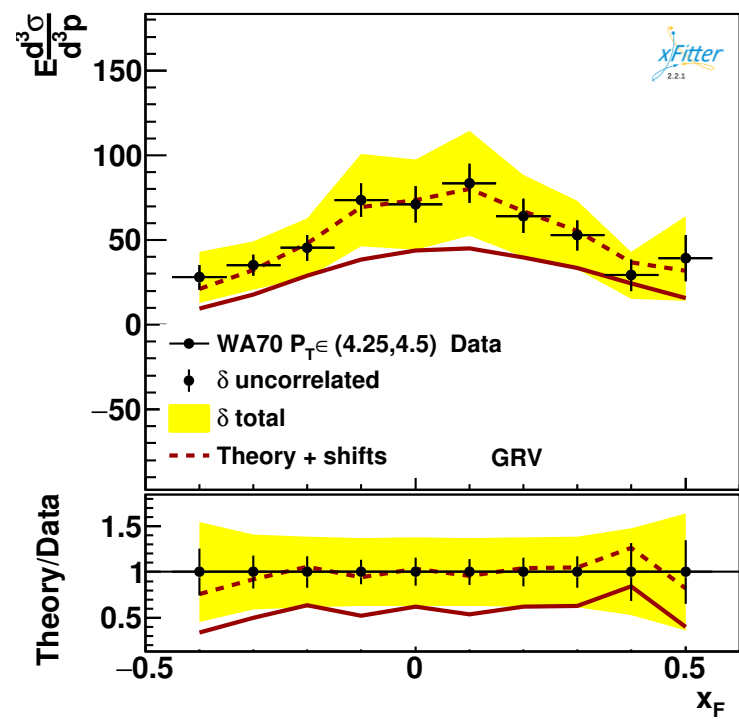 E d³σ/d³p
150
100
50
0
−50
xFitter
2.2.1
WA70 P_T∈ (4.25,4.5) Data
δ uncorrelated
δ total
Theory + shifts
GRV
Theory/Data
1.5
1
0.5
−0.5
0
0.5
x_F